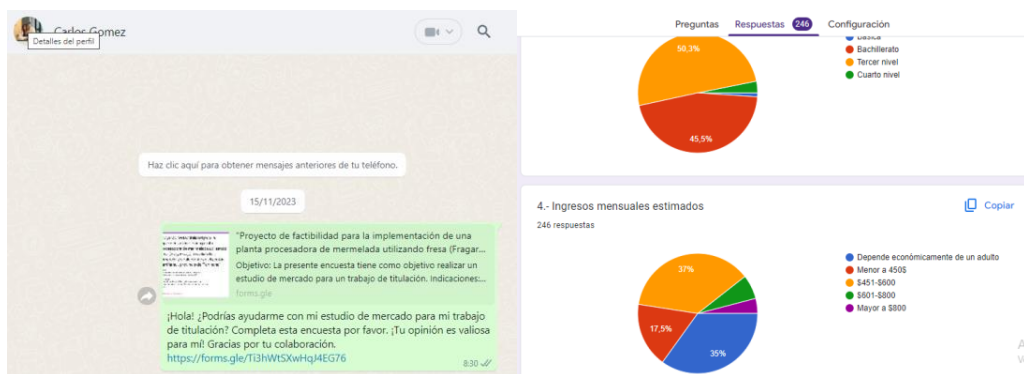 Carlos Gomez
Detalles del perfil
Haz clic aquí para obtener mensajes anteriores de tu teléfono.
15/11/2023
"Proyecto de factibilidad para la implementación de una
planta procesadora de mermelada utilizando fresa (Fragar...
Objetivo: La presente encuesta tiene como objetivo realizar un
estudio de mercado para un trabajo de titulación. Indicaciones:...
forms.gle
¡Hola! ¿Podrías ayudarme con mi estudio de mercado para mi trabajo
de titulación? Completa esta encuesta por favor. ¡Tu opinión es valiosa
para mí! Gracias por tu colaboración.
https://forms.gle/Ti3hWtSXwHqJ4EG76
8:30
Preguntas Respuestas 246 Configuración
50,3%
45,5%
Básica
Bachillerato
Tercer nivel
Cuarto nivel
4.- Ingresos mensuales estimados
Copiar
246 respuestas
37%
17,5%
35%
Depende económicamente de un adulto
Menor a 450$
$451-$600
$601-$800
Mayor a $800